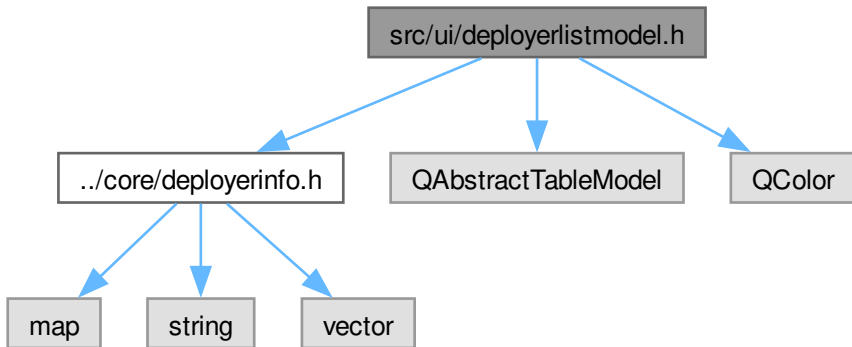 src/ui/deployerlistmodel.h
../core/deployerinfo.h
QAbstractTableModel
QColor
map
string
vector